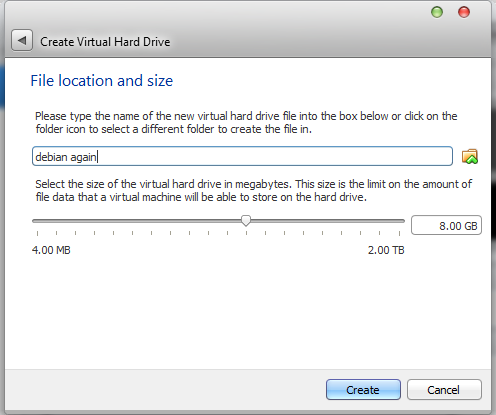 Create Virtual Hard Drive
File location and size
Please type the name of the new virtual hard drive file into the box below or click on the
folder icon to select a different folder to create the file in.
debian again
Select the size of the virtual hard drive in megabytes. This size is the limit on the amount of
file data that a virtual machine will be able to store on the hard drive.
8.00 GB
4.00 MB
2.00 TB
Create
Cancel